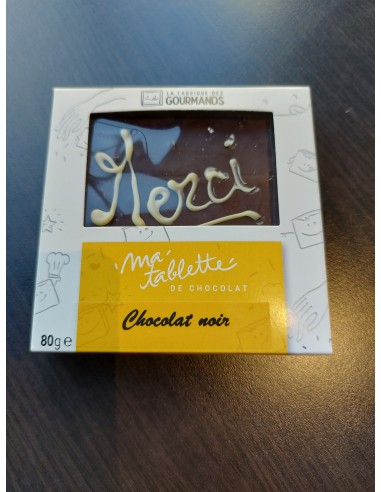 LA FABRIQUE DES
GOURMANDS
Merci
ma
tablette
DE CHOCOLAT
Chocolat noir
80g e